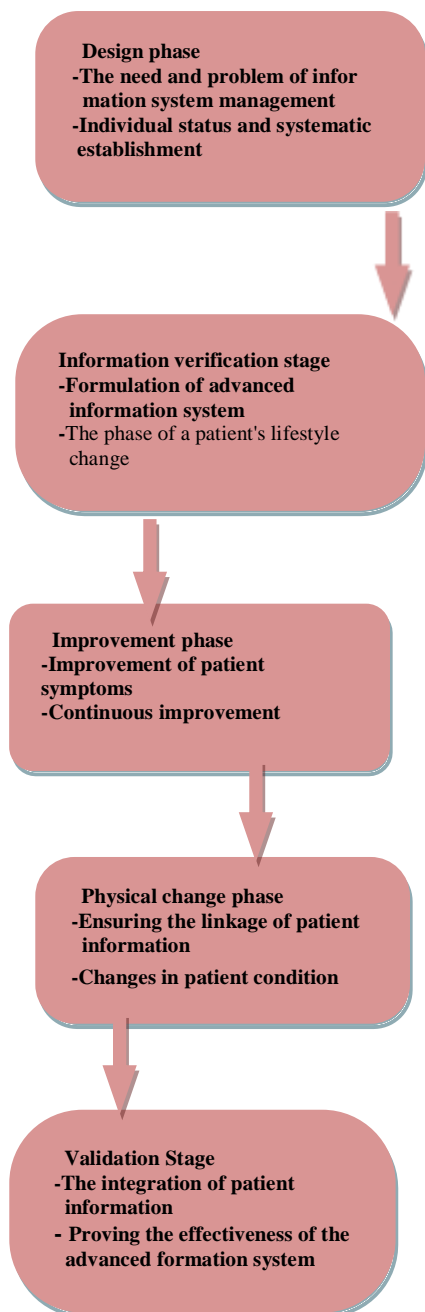 Design phase
-The need and problem of infor
mation system management
-Individual status and systematic
establishment
Information verification stage
-Formulation of advanced
information system
-The phase of a patient's lifestyle
change
Improvement phase
-Improvement of patient
symptoms
-Continuous improvement
Physical change phase
-Ensuring the linkage of patient
information
-Changes in patient condition
Validation Stage
-The integration of patient
information
- Proving the effectiveness of the
advanced formation system